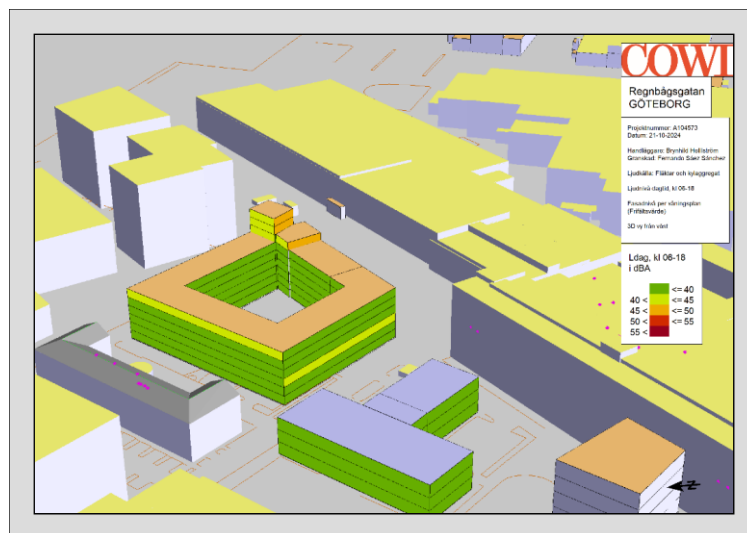 COWI
Regnbågsgatan
GÖTEBORG
Projektnummer: A104573
Datum: 21-10-2024
Handläggare: Brynhild Hellström
Granskad: Fernando Sáez Sánchez
Ljudkälla: Fläktar och kylaggregat
Ljudnivå dagtid, kl 06-18
Fasadnivå per våningsplan
(Frifältsvärde)
3D vy från väst
Ldag, kl 06-18
i dBA
<= 40
40 < <= 45
45 < <= 50
50 < <= 55
55 <
Z